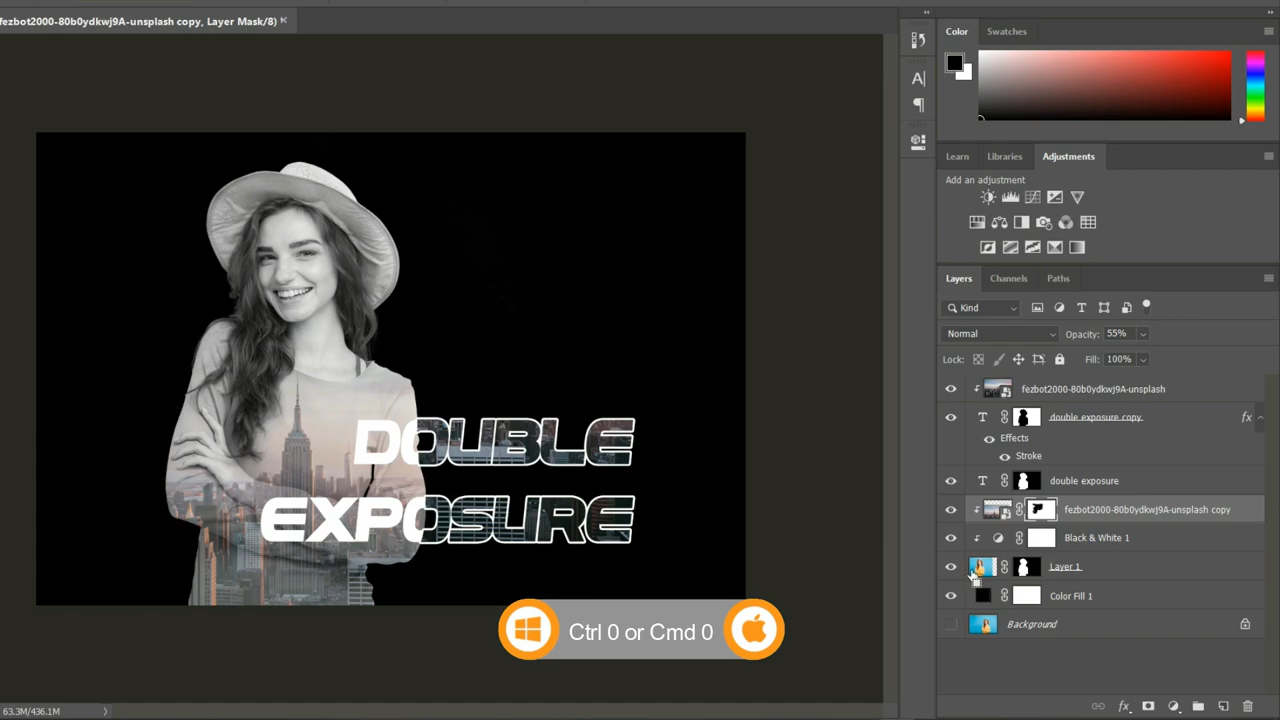 fezbot2000-80b0ydkwj9A-unsplash copy, Layer Mask/8)
Color
Swatches
Learn
Libraries
Adjustments
Add an adjustment
Layers
Channels
Paths
Kind
Normal
Opacity: 55%
Lock:
Fill: 100%
fezbot2000-80b0ydkwj9A-unsplash
T
double exposure copy
fx
Effects
Stroke
T
double exposure
fezbot2000-80b0ydkwj9A-unsplash copy
Black & White 1
Layer 1
Color Fill 1
Background
DOUBLE
EXPOSURE
Ctrl 0 or Cmd 0
63.3M/436.1M
fx